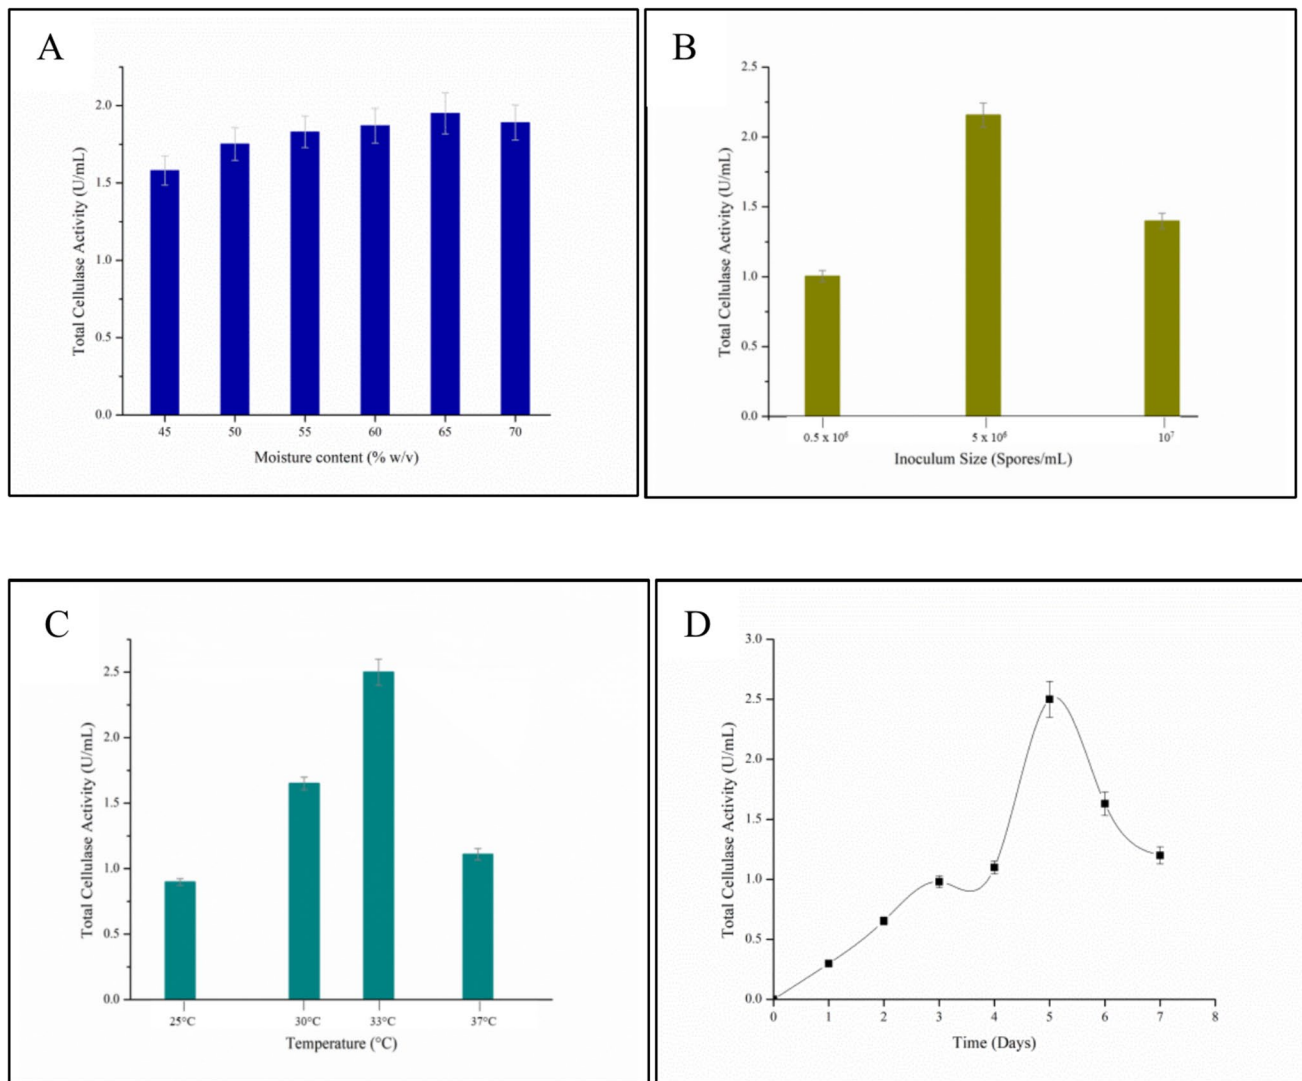 A
Total Cellulase Activity (U/mL)
2.0
1.5
1.0
0.5
0.0
45 50 55 60 65 70
Moisture content (% w/v)
B
Total Cellulase Activity (U/mL)
2.5
2.0
1.5
1.0
0.5
0.0
0.5 x 10⁶ 5 x 10⁶ 10⁷
Inoculum Size (Spores/mL)
C
Total Cellulase Activity (U/mL)
2.5
2.0
1.5
1.0
0.5
0.0
25°C 30°C 33°C 37°C
Temperature (°C)
D
Total Cellulase Activity (U/mL)
3.0
2.5
2.0
1.5
1.0
0.5
0.0
0 1 2 3 4 5 6 7 8
Time (Days)